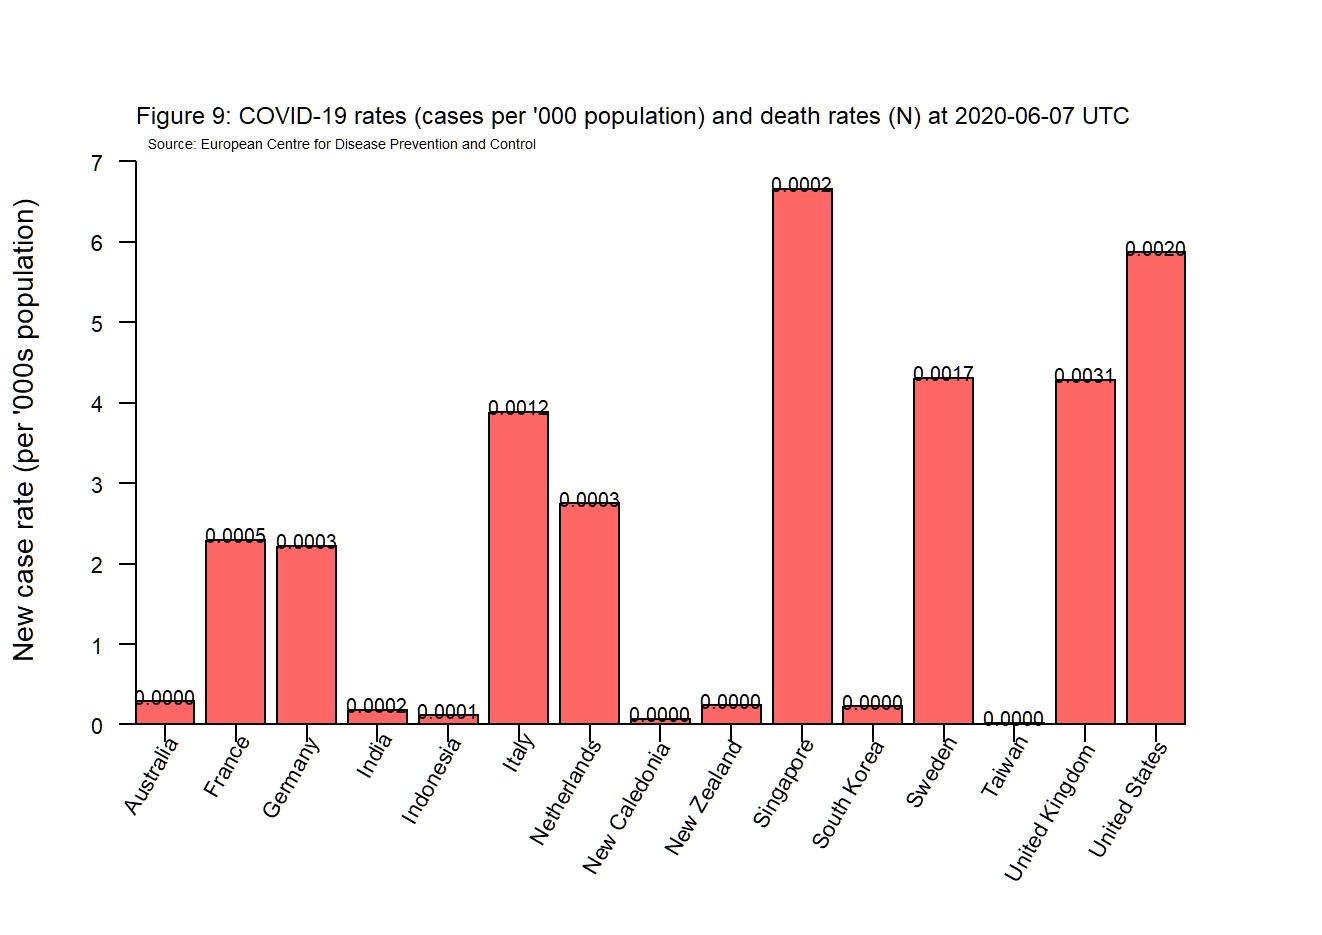 Figure 9: COVID-19 rates (cases per '000 population) and death rates (N) at 2020-06-07 UTC
Source: European Centre for Disease Prevention and Control
New case rate (per '000s population)
7
6
5
4
3
2
1
0
0.0000
0.0005
0.0003
0.0002
0.0001
0.0012
0.0003
0.0000
0.0000
0.0002
0.0000
0.0017
0.0000
0.0031
0.0020
Australia
France
Germany
India
Indonesia
Italy
Netherlands
New Caledonia
New Zealand
Singapore
South Korea
Sweden
Taiwan
United Kingdom
United States